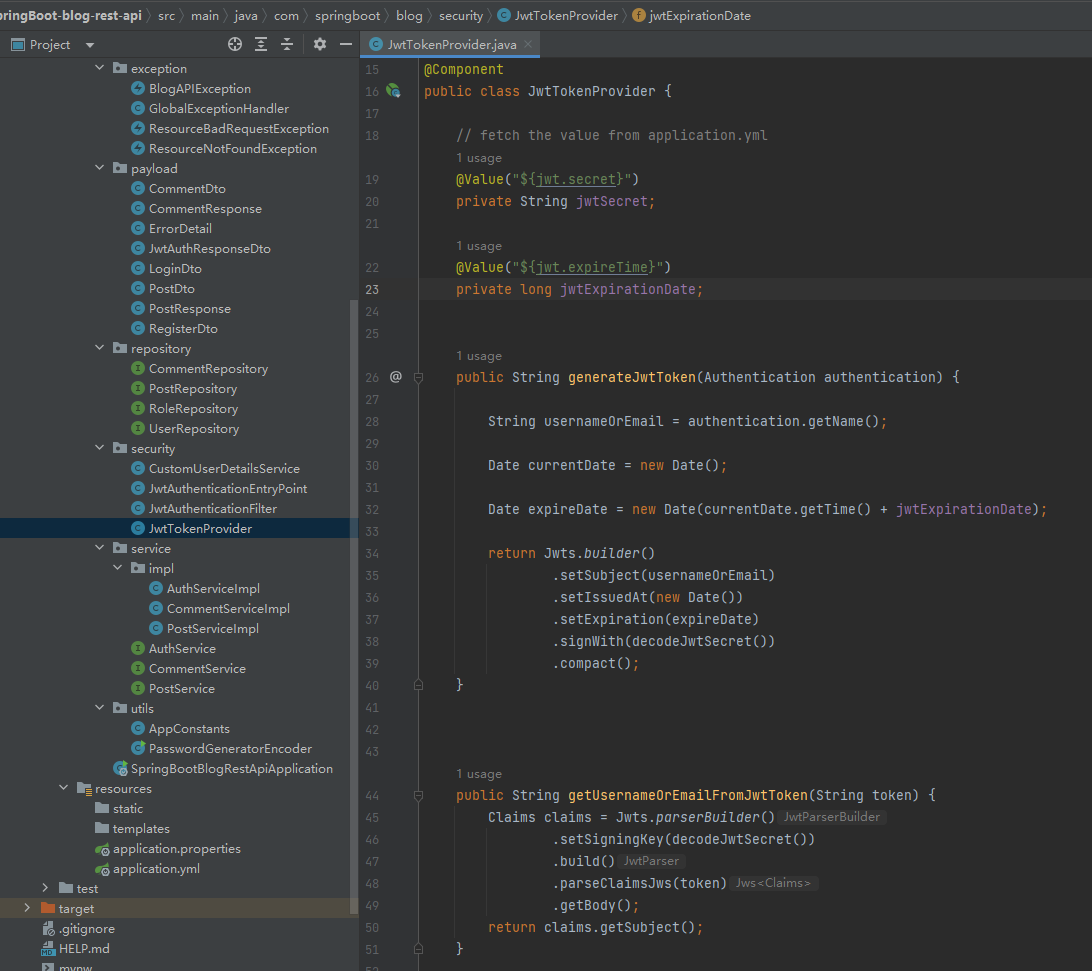 ringBoot-blog-rest-api src main java com springboot blog security JwtTokenProvider jwtExpirationDate
Project
JwtTokenProvider.java
exception
BlogAPIException
GlobalExceptionHandler
ResourceBadRequestException
ResourceNotFoundException
payload
CommentDto
CommentResponse
ErrorDetail
JwtAuthResponseDto
LoginDto
PostDto
PostResponse
RegisterDto
repository
CommentRepository
PostRepository
RoleRepository
UserRepository
security
CustomUserDetailsService
JwtAuthenticationEntryPoint
JwtAuthenticationFilter
JwtTokenProvider
service
impl
AuthServiceImpl
CommentServiceImpl
PostServiceImpl
AuthService
CommentService
PostService
utils
AppConstants
PasswordGeneratorEncoder
SpringBootBlogRestApiApplication
resources
static
templates
application.properties
application.yml
test
target
.gitignore
HELP.md
mvnw
15 @Component
16 public class JwtTokenProvider {
17
18 // fetch the value from application.yml
1 usage
19 @Value("${jwt.secret}")
20 private String jwtSecret;
21
1 usage
22 @Value("${jwt.expireTime}")
23 private long jwtExpirationDate;
24
25
1 usage
26 @ public String generateJwtToken(Authentication authentication) {
27
28 String usernameOrEmail = authentication.getName();
29
30 Date currentDate = new Date();
31
32 Date expireDate = new Date(currentDate.getTime() + jwtExpirationDate);
33
34 return Jwts.builder()
35 .setSubject(usernameOrEmail)
36 .setIssuedAt(new Date())
37 .setExpiration(expireDate)
38 .signWith(decodeJwtSecret())
39 .compact();
40 }
41
42
43
1 usage
44 public String getUsernameOrEmailFromJwtToken(String token) {
45 Claims claims = Jwts.parserBuilder() JwtParserBuilder
46 .setSigningKey(decodeJwtSecret())
47 .build() JwtParser
48 .parseClaimsJws(token) Jws<Claims>
49 .getBody();
50 return claims.getSubject();
51 }
52